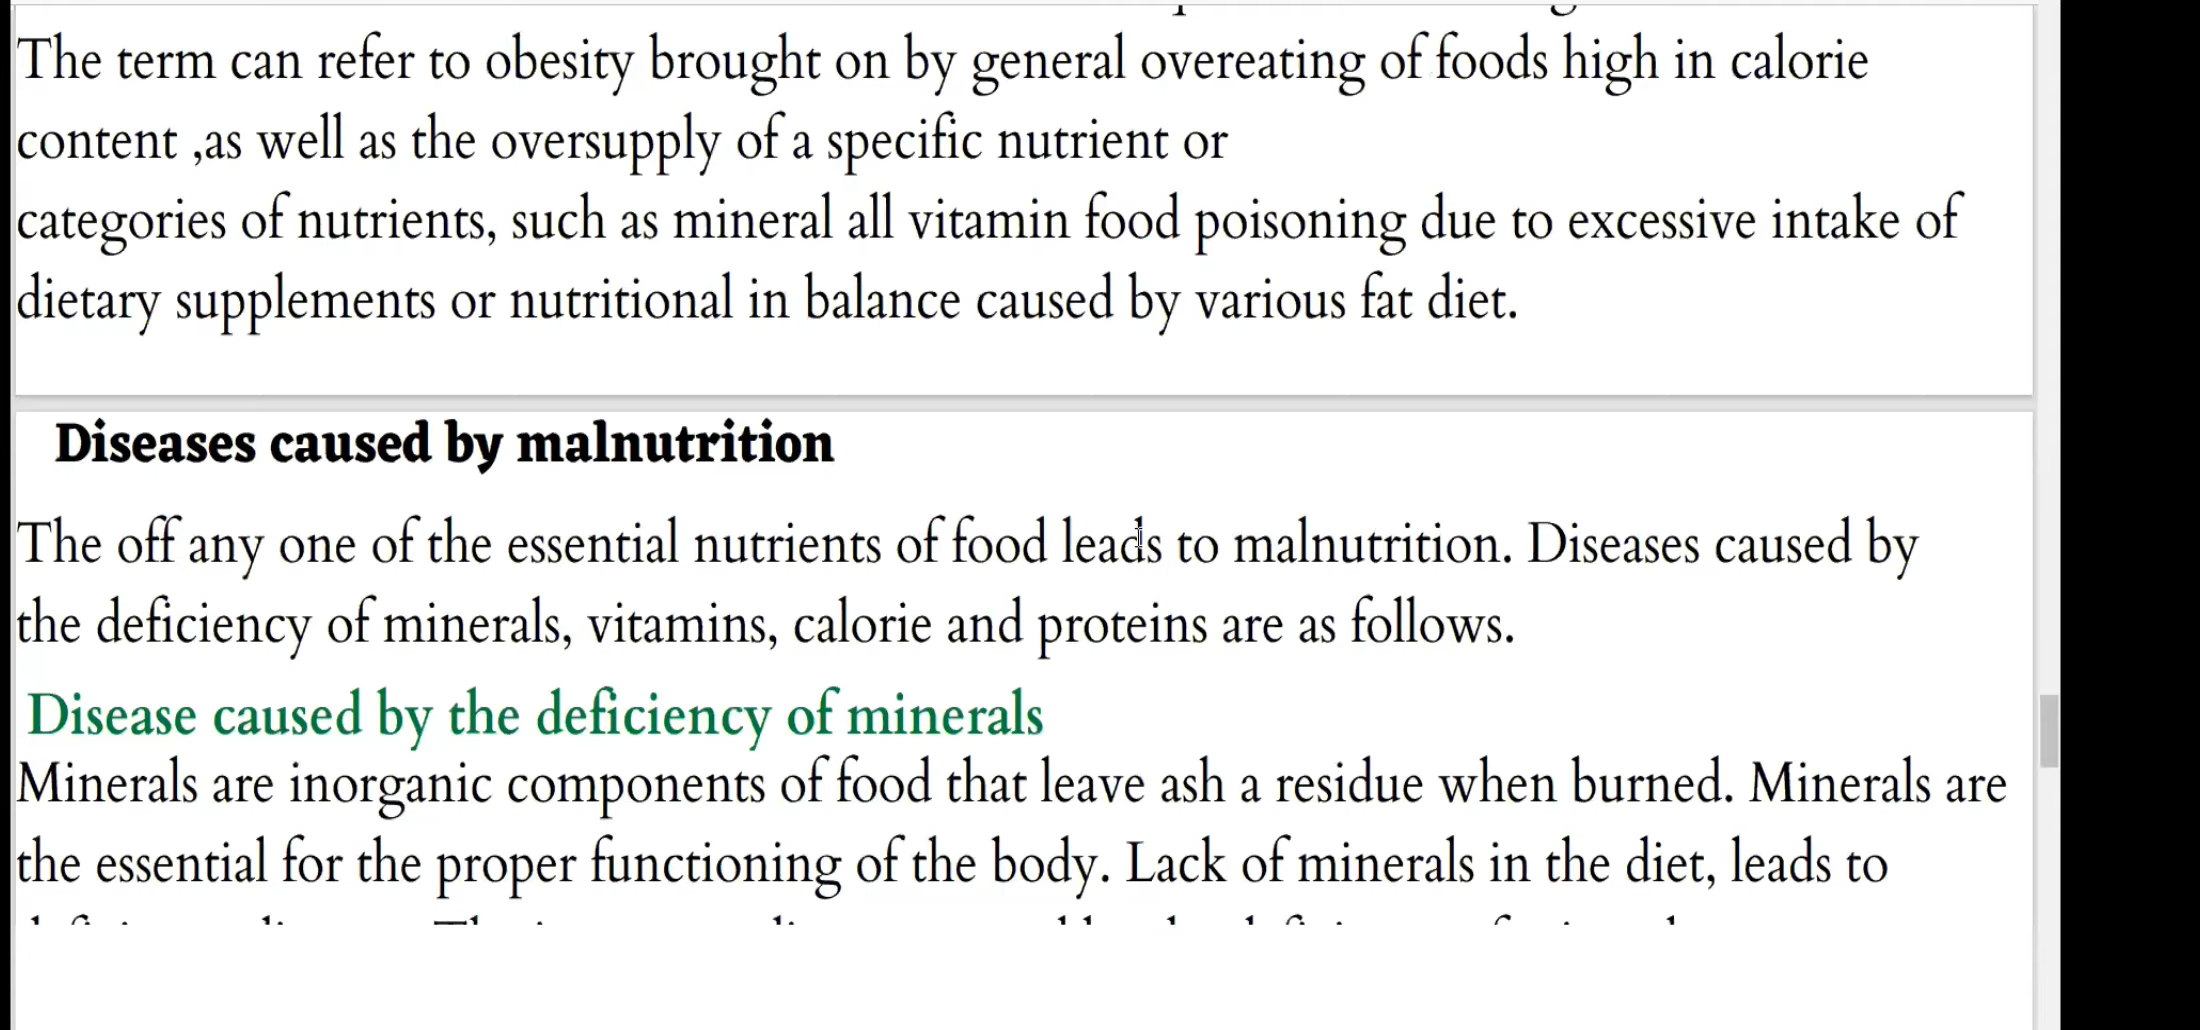 The term can refer to obesity brought on by general overeating of foods high in calorie
content ,as well as the oversupply of a specific nutrient or
categories of nutrients, such as mineral all vitamin food poisoning due to excessive intake of
dietary supplements or nutritional in balance caused by various fat diet.
Diseases caused by malnutrition
The off any one of the essential nutrients of food leads to malnutrition. Diseases caused by
the deficiency of minerals, vitamins, calorie and proteins are as follows.
Disease caused by the deficiency of minerals
Minerals are inorganic components of food that leave ash a residue when burned. Minerals are
the essential for the proper functioning of the body. Lack of minerals in the diet, leads to